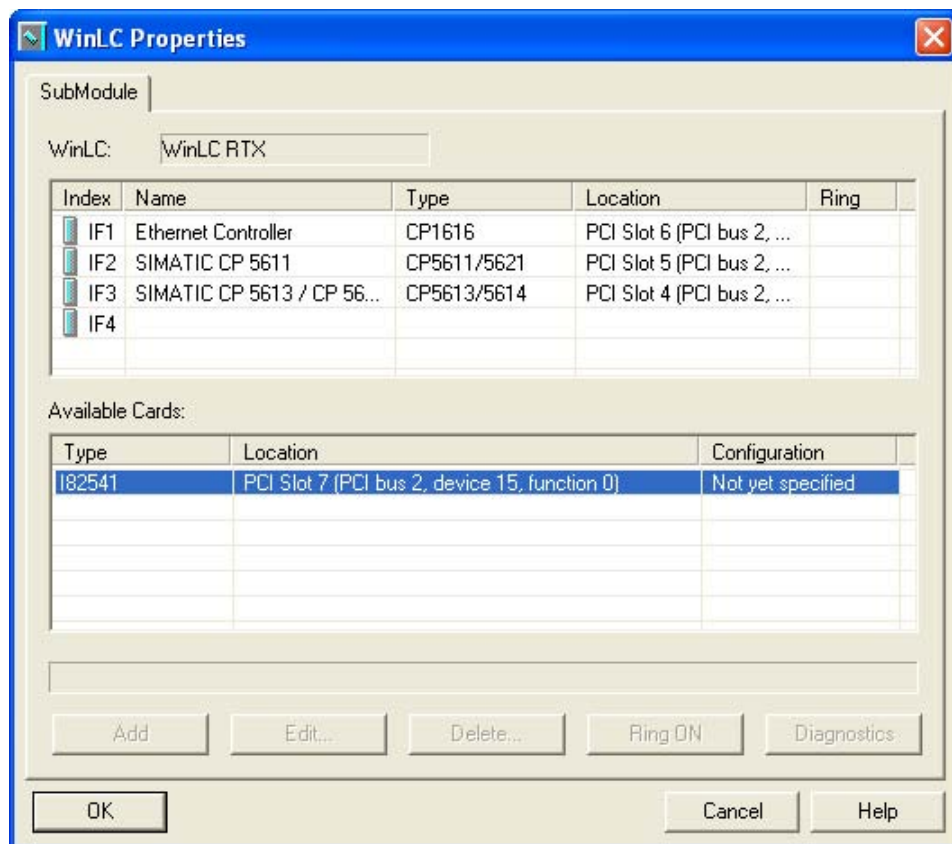 WinLC Properties
SubModule
WinLC: WinLC RTX
Index Name Type Location Ring
IF1 Ethernet Controller CP1616 PCI Slot 6 (PCI bus 2, ...
IF2 SIMATIC CP 5611 CP5611/5621 PCI Slot 5 (PCI bus 2, ...
IF3 SIMATIC CP 5613 / CP 56... CP5613/5614 PCI Slot 4 (PCI bus 2, ...
IF4
Available Cards:
Type Location Configuration
I82541 PCI Slot 7 (PCI bus 2, device 15, function 0) Not yet specified
Add Edit... Delete... Ring ON Diagnostics
OK Cancel Help